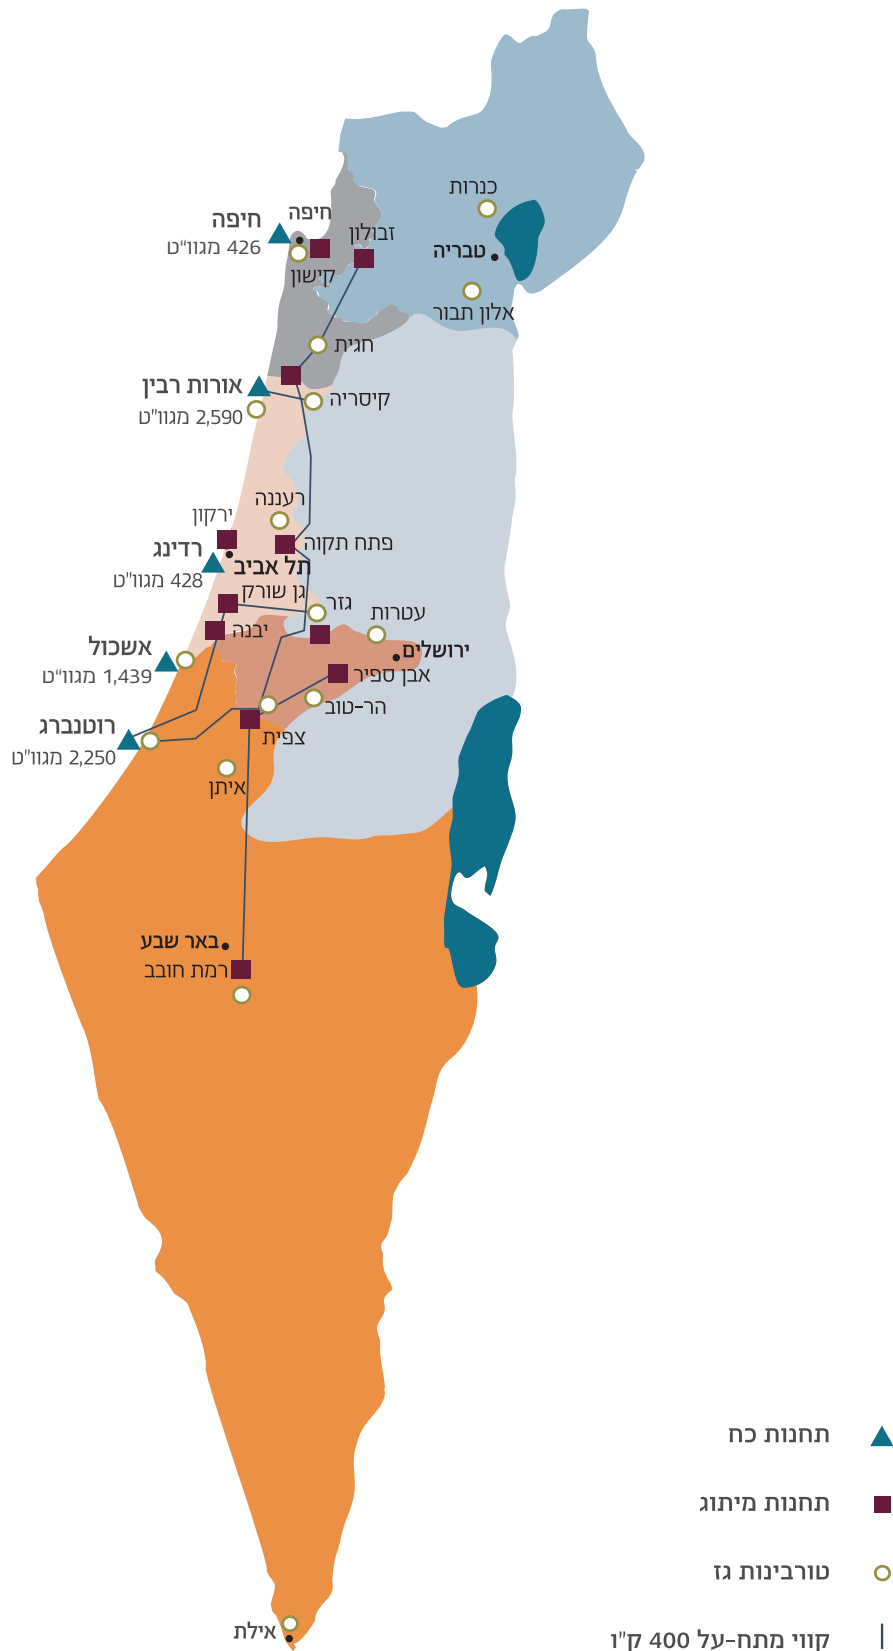 כנרות
חיפה
חיפה
426 מגוו"ט
זבולון
טבריה
קישון
אלון תבור
חגית
אורות רבין
2,590 מגוו"ט
קיסריה
רעננה
ירקון
פתח תקוה
רדינג
428 מגוו"ט
תל אביב
גן שורק
גזר
עטרות
יבנה
אשכול
1,439 מגוו"ט
ירושלים
אבן ספיר
הר-טוב
רוטנברג
2,250 מגוו"ט
צפית
איתן
באר שבע
רמת חובב
תחנות כח
תחנות מיתוג
טורבינות גז
קווי מתח-על 400 ק"ו
אילת